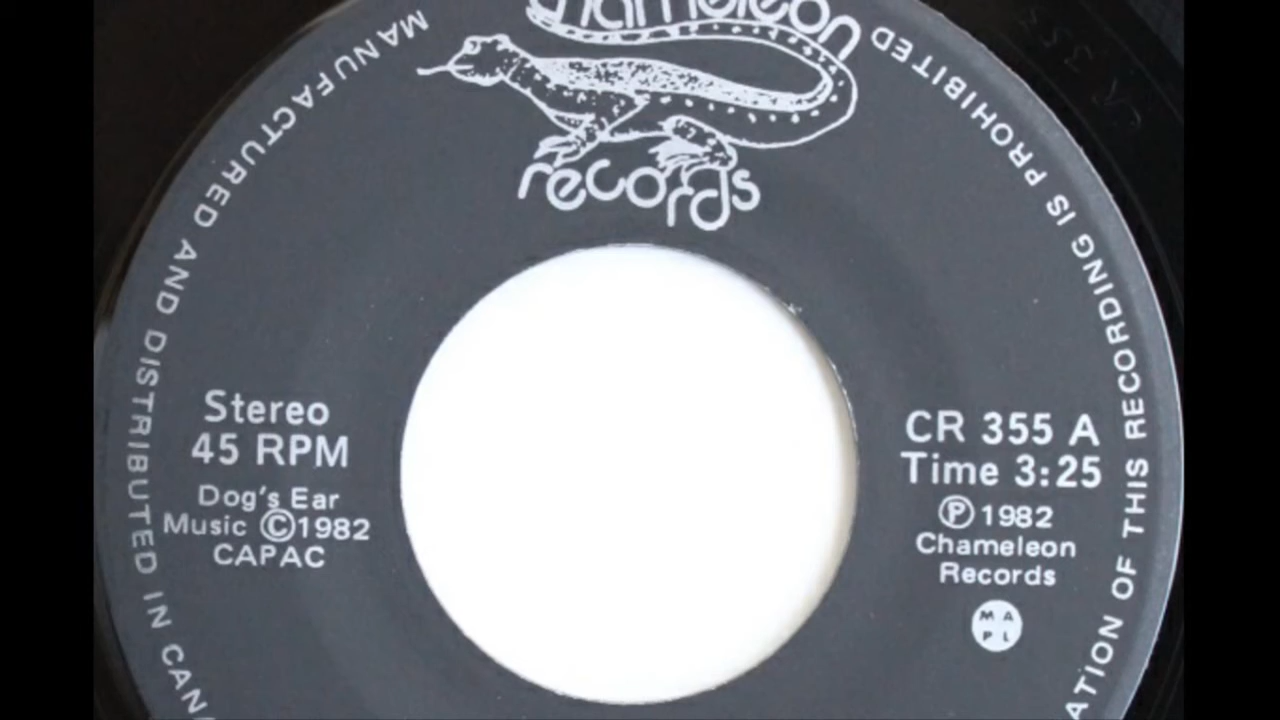 Chameleon
records
MANUFACTURED AND DISTRIBUTED IN CANA
ATION OF THIS RECORDING IS PROHIBITED
Stereo
45 RPM
Dog's Ear
Music ©1982
CAPAC
CR 355 A
Time 3:25
Ⓟ 1982
Chameleon
Records
M A
P L